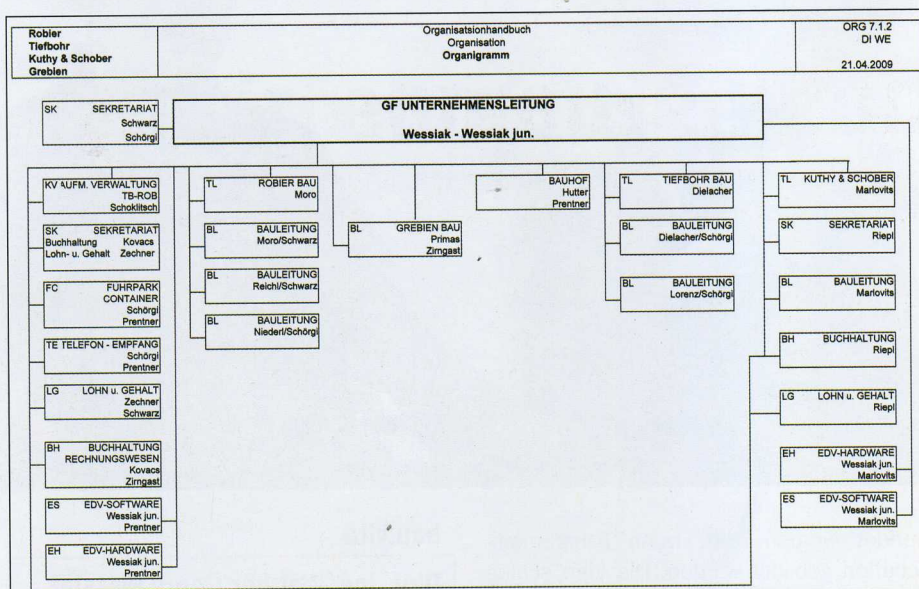 Robier
Tiefbohr
Kuthy & Schober
Grebien
Organisatsionhandbuch
Organisation
Organigramm
ORG 7.1.2
DI WE
21.04.2009
SK SEKRETARIAT
Schwarz
Schörgi
GF UNTERNEHMENSLEITUNG
Wessiak - Wessiak jun.
KV AUFM. VERWALTUNG
TB-ROB
Schoklitsch
SK SEKRETARIAT
Buchhaltung Kovacs
Lohn- u. Gehalt Zechner
FC FUHRPARK
CONTAINER
Schörgi
Prentner
TE TELEFON - EMPFANG
Schörgi
Prentner
LG LOHN u. GEHALT
Zechner
Schwarz
BH BUCHHALTUNG
RECHNUNGSWESEN
Kovacs
Zirngast
ES EDV-SOFTWARE
Wessiak jun.
Prentner
EH EDV-HARDWARE
Wessiak jun.
Prentner
TL ROBIER BAU
Moro
BL BAULEITUNG
Moro/Schwarz
BL BAULEITUNG
Reichl/Schwarz
BL BAULEITUNG
Niederl/Schörgi
BL GREBIEN BAU
Primas
Zirngast
BAUHOF
Hutter
Prentner
TL TIEFBOHR BAU
Dielacher
BL BAULEITUNG
Dielacher/Schörgi
BL BAULEITUNG
Lorenz/Schörgi
TL KUTHY & SCHOBER
Marlovits
SK SEKRETARIAT
Riepl
BL BAULEITUNG
Marlovits
BH BUCHHALTUNG
Riepl
LG LOHN u. GEHALT
Riepl
EH EDV-HARDWARE
Wessiak jun.
Marlovits
ES EDV-SOFTWARE
Wessiak jun.
Marlovits